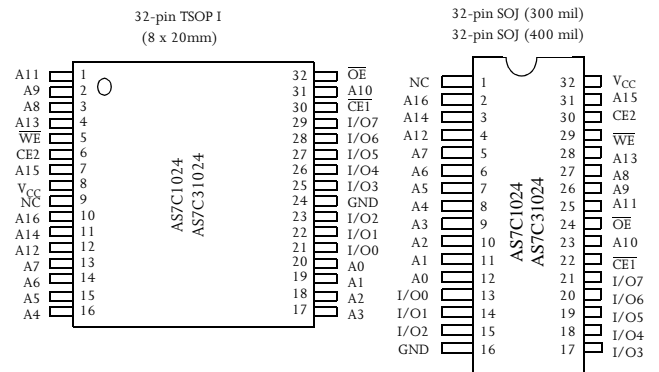 32-pin TSOP I
(8 x 20mm)
A11 1 32 O̅E̅
A9 2 31 A10
A8 3 30 C̅E̅1̅
A13 4 29 I/O7
W̅E̅ 5 28 I/O6
CE2 6 27 I/O5
A15 7 26 I/O4
VCC 8 25 I/O3
NC 9 24 GND
A16 10 23 I/O2
A14 11 22 I/O1
A12 12 21 I/O0
A7 13 20 A0
A6 14 19 A1
A5 15 18 A2
A4 16 17 A3
AS7C1024
AS7C31024
32-pin SOJ (300 mil)
32-pin SOJ (400 mil)
NC 1 32 VCC
A16 2 31 A15
A14 3 30 CE2
A12 4 29 W̅E̅
A7 5 28 A13
A6 6 27 A8
A5 7 26 A9
A4 8 25 A11
A3 9 24 O̅E̅
A2 10 23 A10
A1 11 22 C̅E̅1̅
A0 12 21 I/O7
I/O0 13 20 I/O6
I/O1 14 19 I/O5
I/O2 15 18 I/O4
GND 16 17 I/O3
AS7C1024
AS7C31024